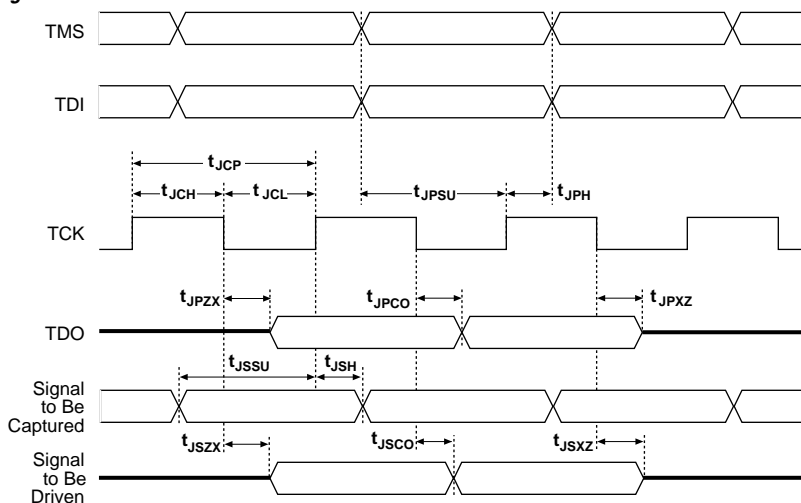 TMS
TDI
tJCP
tJCH
tJCL
tJPSU
tJPH
TCK
tJPZX
tJPCO
tJPXZ
TDO
tJSSU
tJSH
Signal
to Be
Captured
tJSZX
tJSCO
tJSXZ
Signal
to Be
Driven